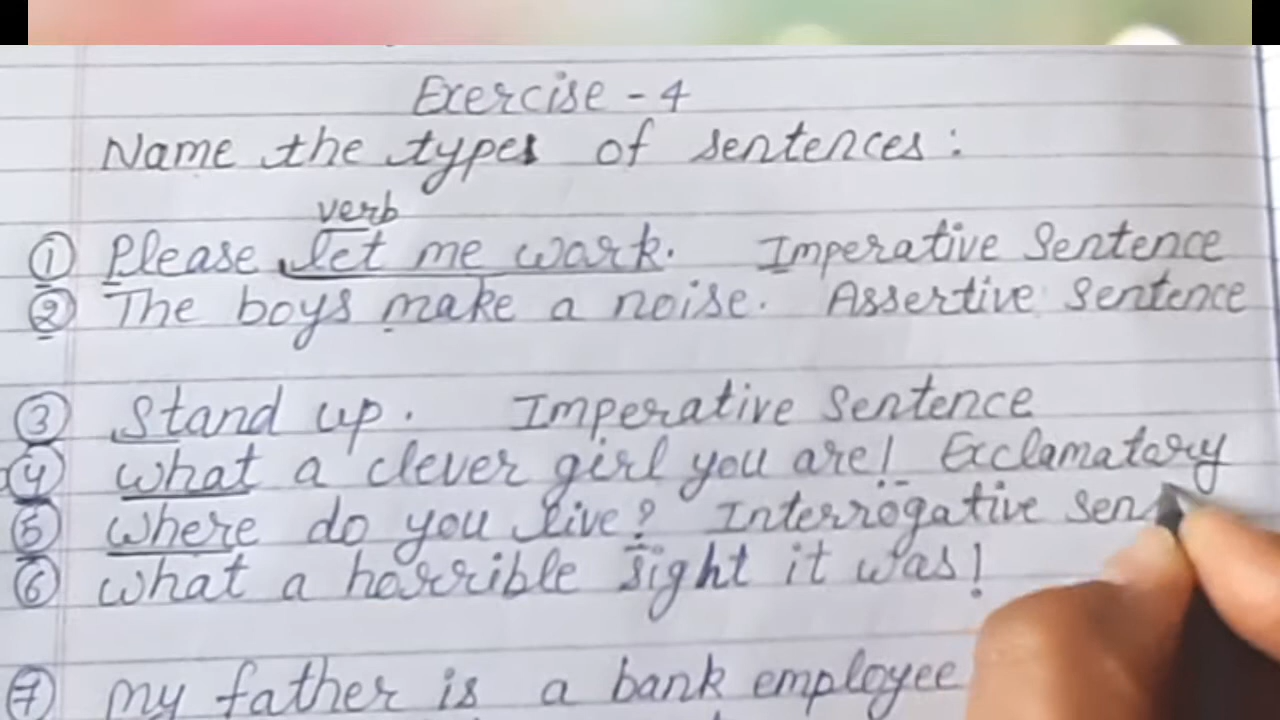 Exercise - 4
Name the types of sentences :
verb
① Please let me work. Imperative Sentence
② The boys make a noise. Assertive Sentence
③ Stand up. Imperative Sentence
④ what a clever girl you are! Exclamatory
⑤ where do you live? Interrogative sen
⑥ what a horrible sight it was!
⑦ my father is a bank employee